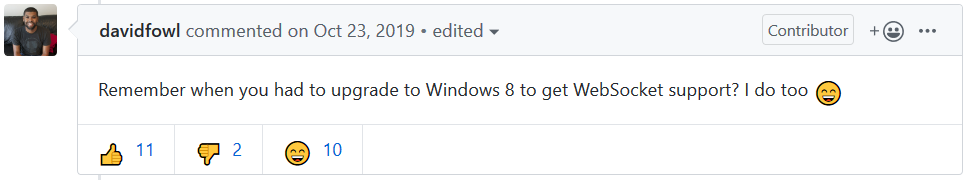 davidfowl commented on Oct 23, 2019 • edited
Contributor
Remember when you had to upgrade to Windows 8 to get WebSocket support? I do too 😄
👍 11 👎 2 😄 10